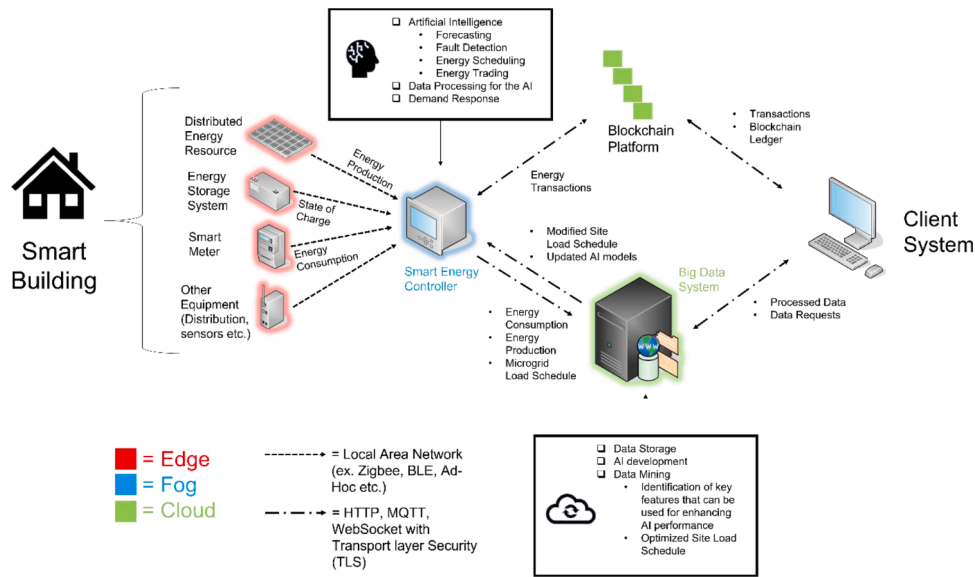 Artificial Intelligence
Forecasting
Fault Detection
Energy Scheduling
Energy Trading
Data Processing for the AI
Demand Response
Smart
Building
Distributed
Energy
Resource
Energy
Storage
System
Smart
Meter
Other
Equipment
(Distribution,
sensors etc.)
Energy
Production
State of
Charge
Energy
Consumption
Smart Energy
Controller
Energy
Transactions
Blockchain
Platform
Transactions
Blockchain
Ledger
Client
System
Modified Site
Load Schedule
Updated AI models
Big Data
System
Energy
Consumption
Energy
Production
Microgrid
Load Schedule
WWW
Processed Data
Data Requests
= Edge
= Fog
= Cloud
= Local Area Network
(ex. Zigbee, BLE, Ad-
Hoc etc.)
= HTTP, MQTT,
WebSocket with
Transport layer Security
(TLS)
Data Storage
AI development
Data Mining
Identification of key
features that can be
used for enhancing
AI performance
Optimized Site Load
Schedule